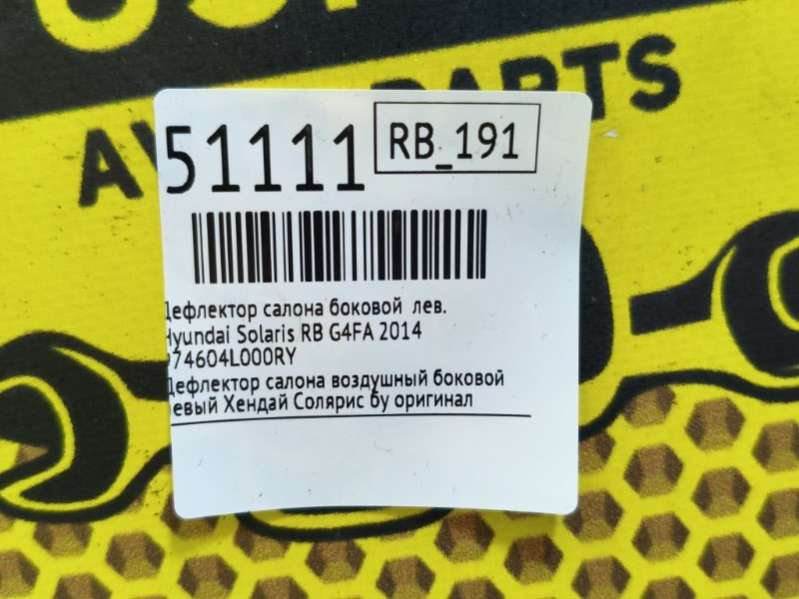 PARTS
51111
RB_191
Дефлектор салона боковой лев.
Hyundai Solaris RB G4FA 2014
974604L000RY
Дефлектор салона воздушный боковой
левый Хендай Солярис бу оригинал